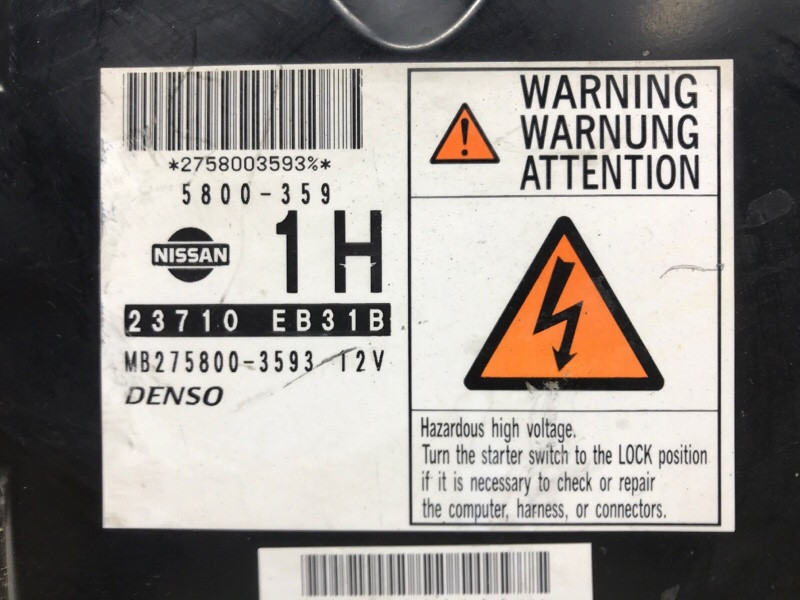 *2758003593%*
5800-359
NISSAN
1H
23710 EB31B
MB275800-3593 12V
DENSO
WARNING
WARNUNG
ATTENTION
Hazardous high voltage.
Turn the starter switch to the LOCK position
if it is necessary to check or repair
the computer, harness, or connectors.